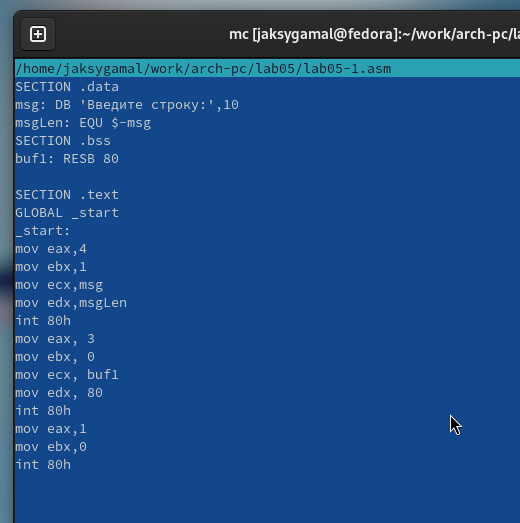 mc [jaksygamal@fedora]:~/work/arch-pc/la
/home/jaksygamal/work/arch-pc/lab05/lab05-1.asm
SECTION .data
msg: DB 'Введите строку:',10
msgLen: EQU $-msg
SECTION .bss
buf1: RESB 80
SECTION .text
GLOBAL _start
_start:
mov eax,4
mov ebx,1
mov ecx,msg
mov edx,msgLen
int 80h
mov eax, 3
mov ebx, 0
mov ecx, buf1
mov edx, 80
int 80h
mov eax,1
mov ebx,0
int 80h